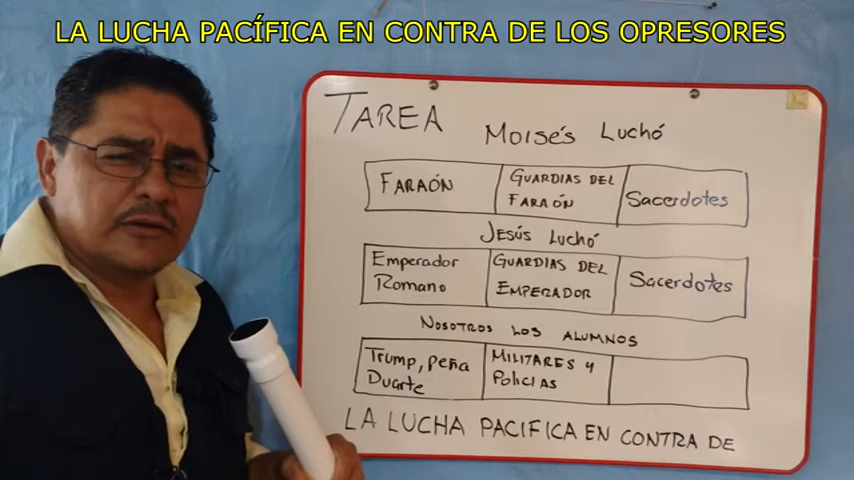 LA LUCHA PACÍFICA EN CONTRA DE LOS OPRESORES
TAREA
MOISÉS LUCHÓ
FARAÓN
GUARDIAS DEL
FARAÓN
Sacerdotes
JESÚS LUCHÓ
Emperador
Romano
GUARDIAS DEL
EMPERADOR
Sacerdotes
NOSOTROS LOS ALUMNOS
Trump, Peña
Duarte
MILITARES y
Policías
LA LUCHA PACIFICA EN CONTRA DE